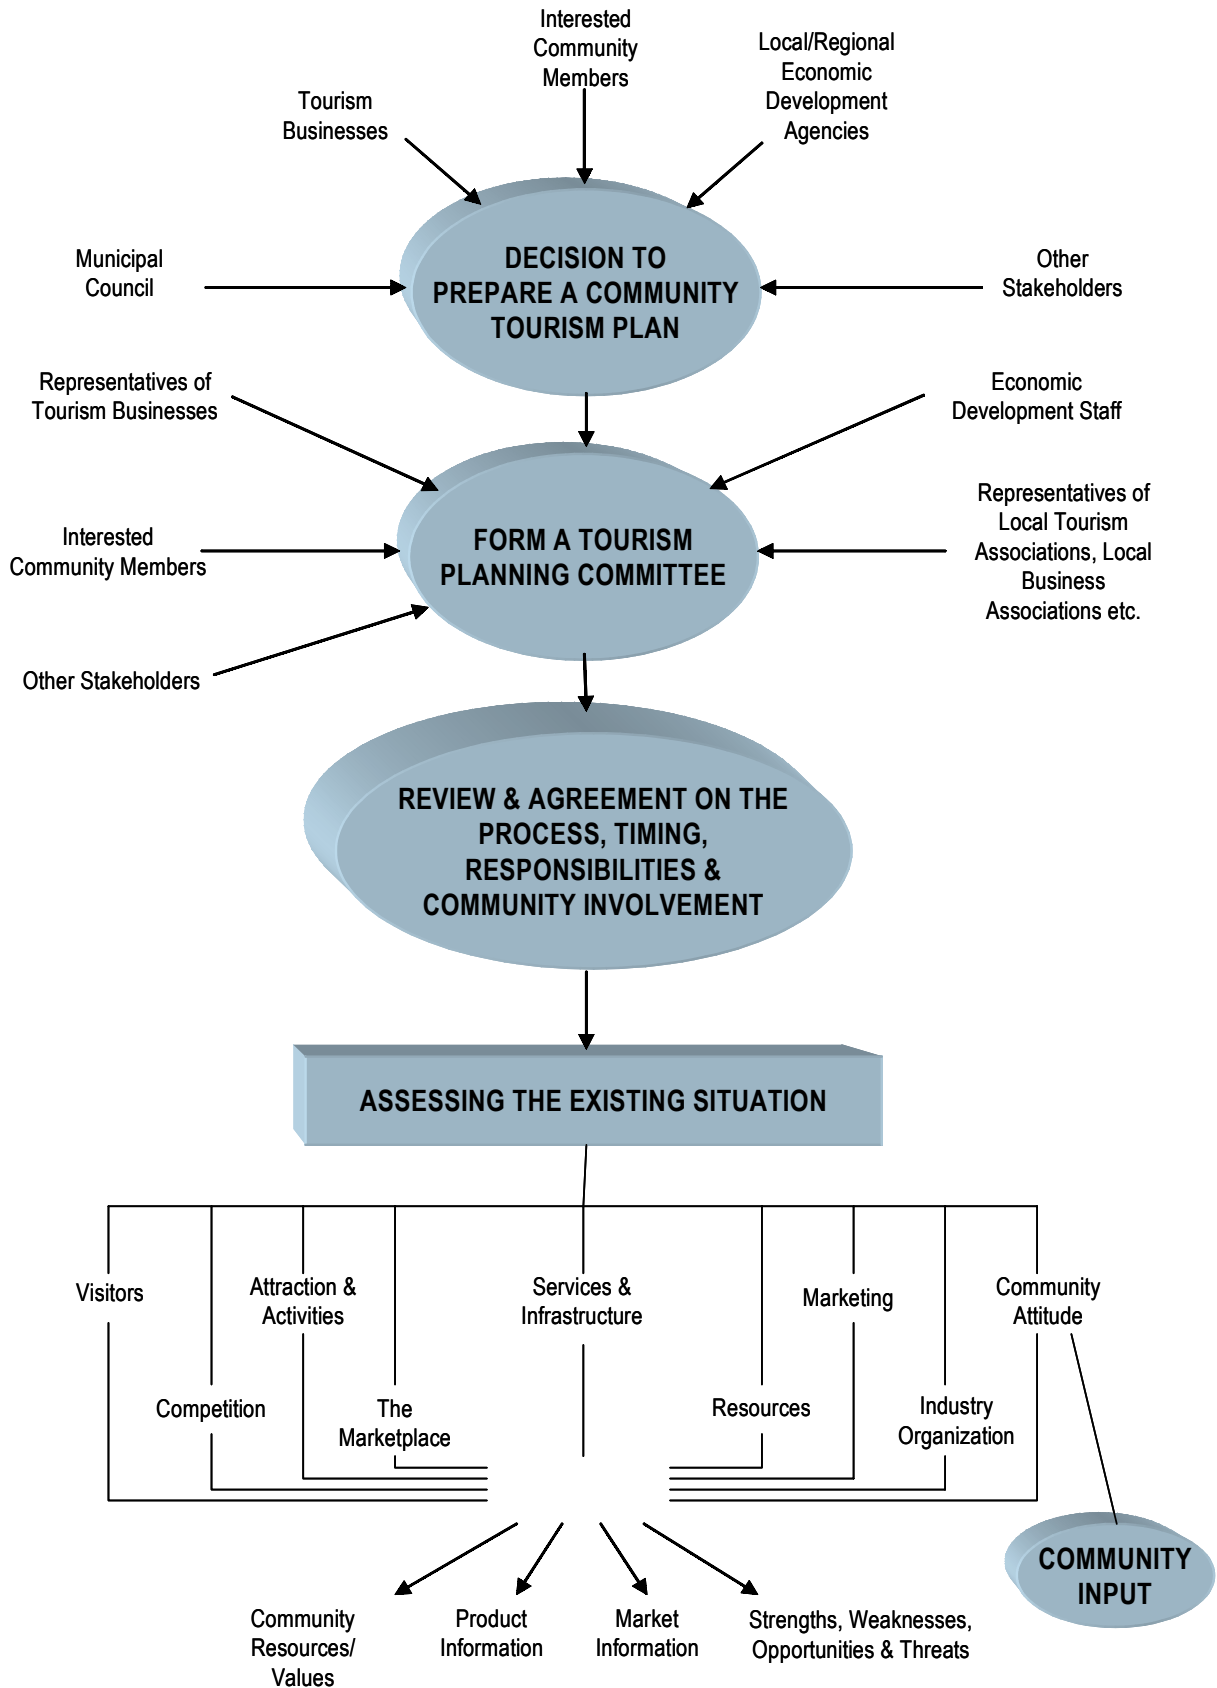 Interested
Community
Members
Local/Regional
Economic
Development
Agencies
Tourism
Businesses
Municipal
Council
DECISION TO
PREPARE A COMMUNITY
TOURISM PLAN
Other
Stakeholders
Representatives of
Tourism Businesses
Economic
Development Staff
Interested
Community Members
FORM A TOURISM
PLANNING COMMITTEE
Representatives of
Local Tourism
Associations, Local
Business
Associations etc.
Other Stakeholders
REVIEW & AGREEMENT ON THE
PROCESS, TIMING,
RESPONSIBILITIES &
COMMUNITY INVOLVEMENT
ASSESSING THE EXISTING SITUATION
Visitors
Attraction &
Activities
Services &
Infrastructure
Marketing
Community
Attitude
Competition
The
Marketplace
Resources
Industry
Organization
COMMUNITY
INPUT
Community
Resources/
Values
Product
Information
Market
Information
Strengths, Weaknesses,
Opportunities & Threats